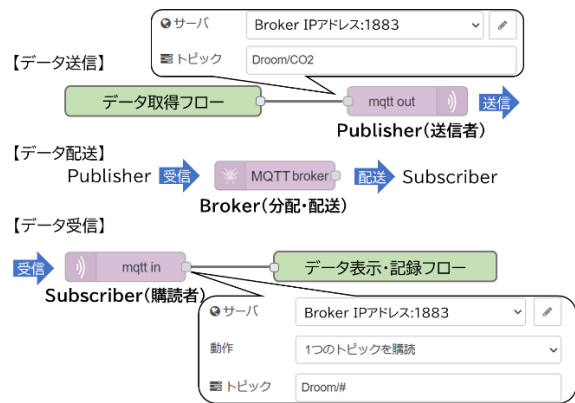 サーバ Broker IPアドレス:1883
トピック Droom/CO2
【データ送信】
データ取得フロー mqtt out 送信
Publisher(送信者)
【データ配送】
Publisher 受信 MQTT broker 配送 Subscriber
Broker(分配・配送)
【データ受信】
受信 mqtt in データ表示・記録フロー
Subscriber(購読者)
サーバ Broker IPアドレス:1883
動作 1つのトピックを購読
トピック Droom/#